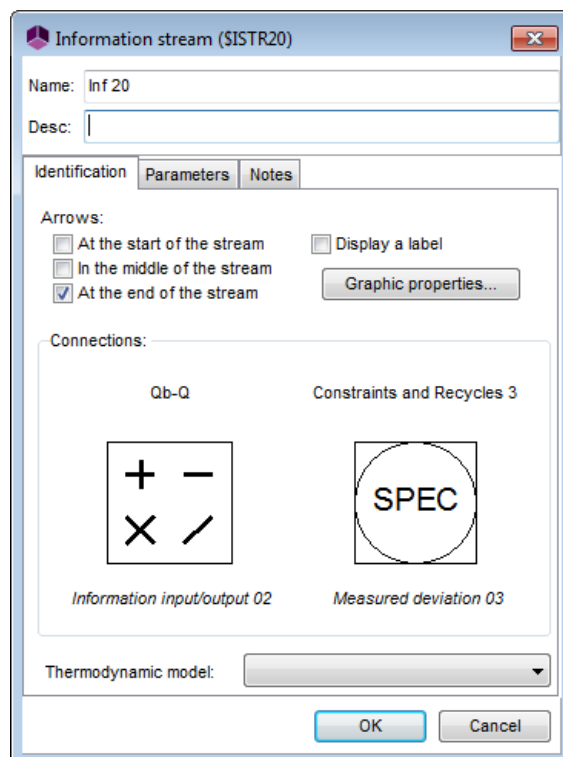 Information stream ($ISTR20)
Name: Inf 20
Desc:
Identification Parameters Notes
Arrows:
At the start of the stream Display a label
In the middle of the stream
At the end of the stream Graphic properties...
Connections:
Qb-Q Constraints and Recycles 3
SPEC
Information input/output 02 Measured deviation 03
Thermodynamic model:
OK Cancel